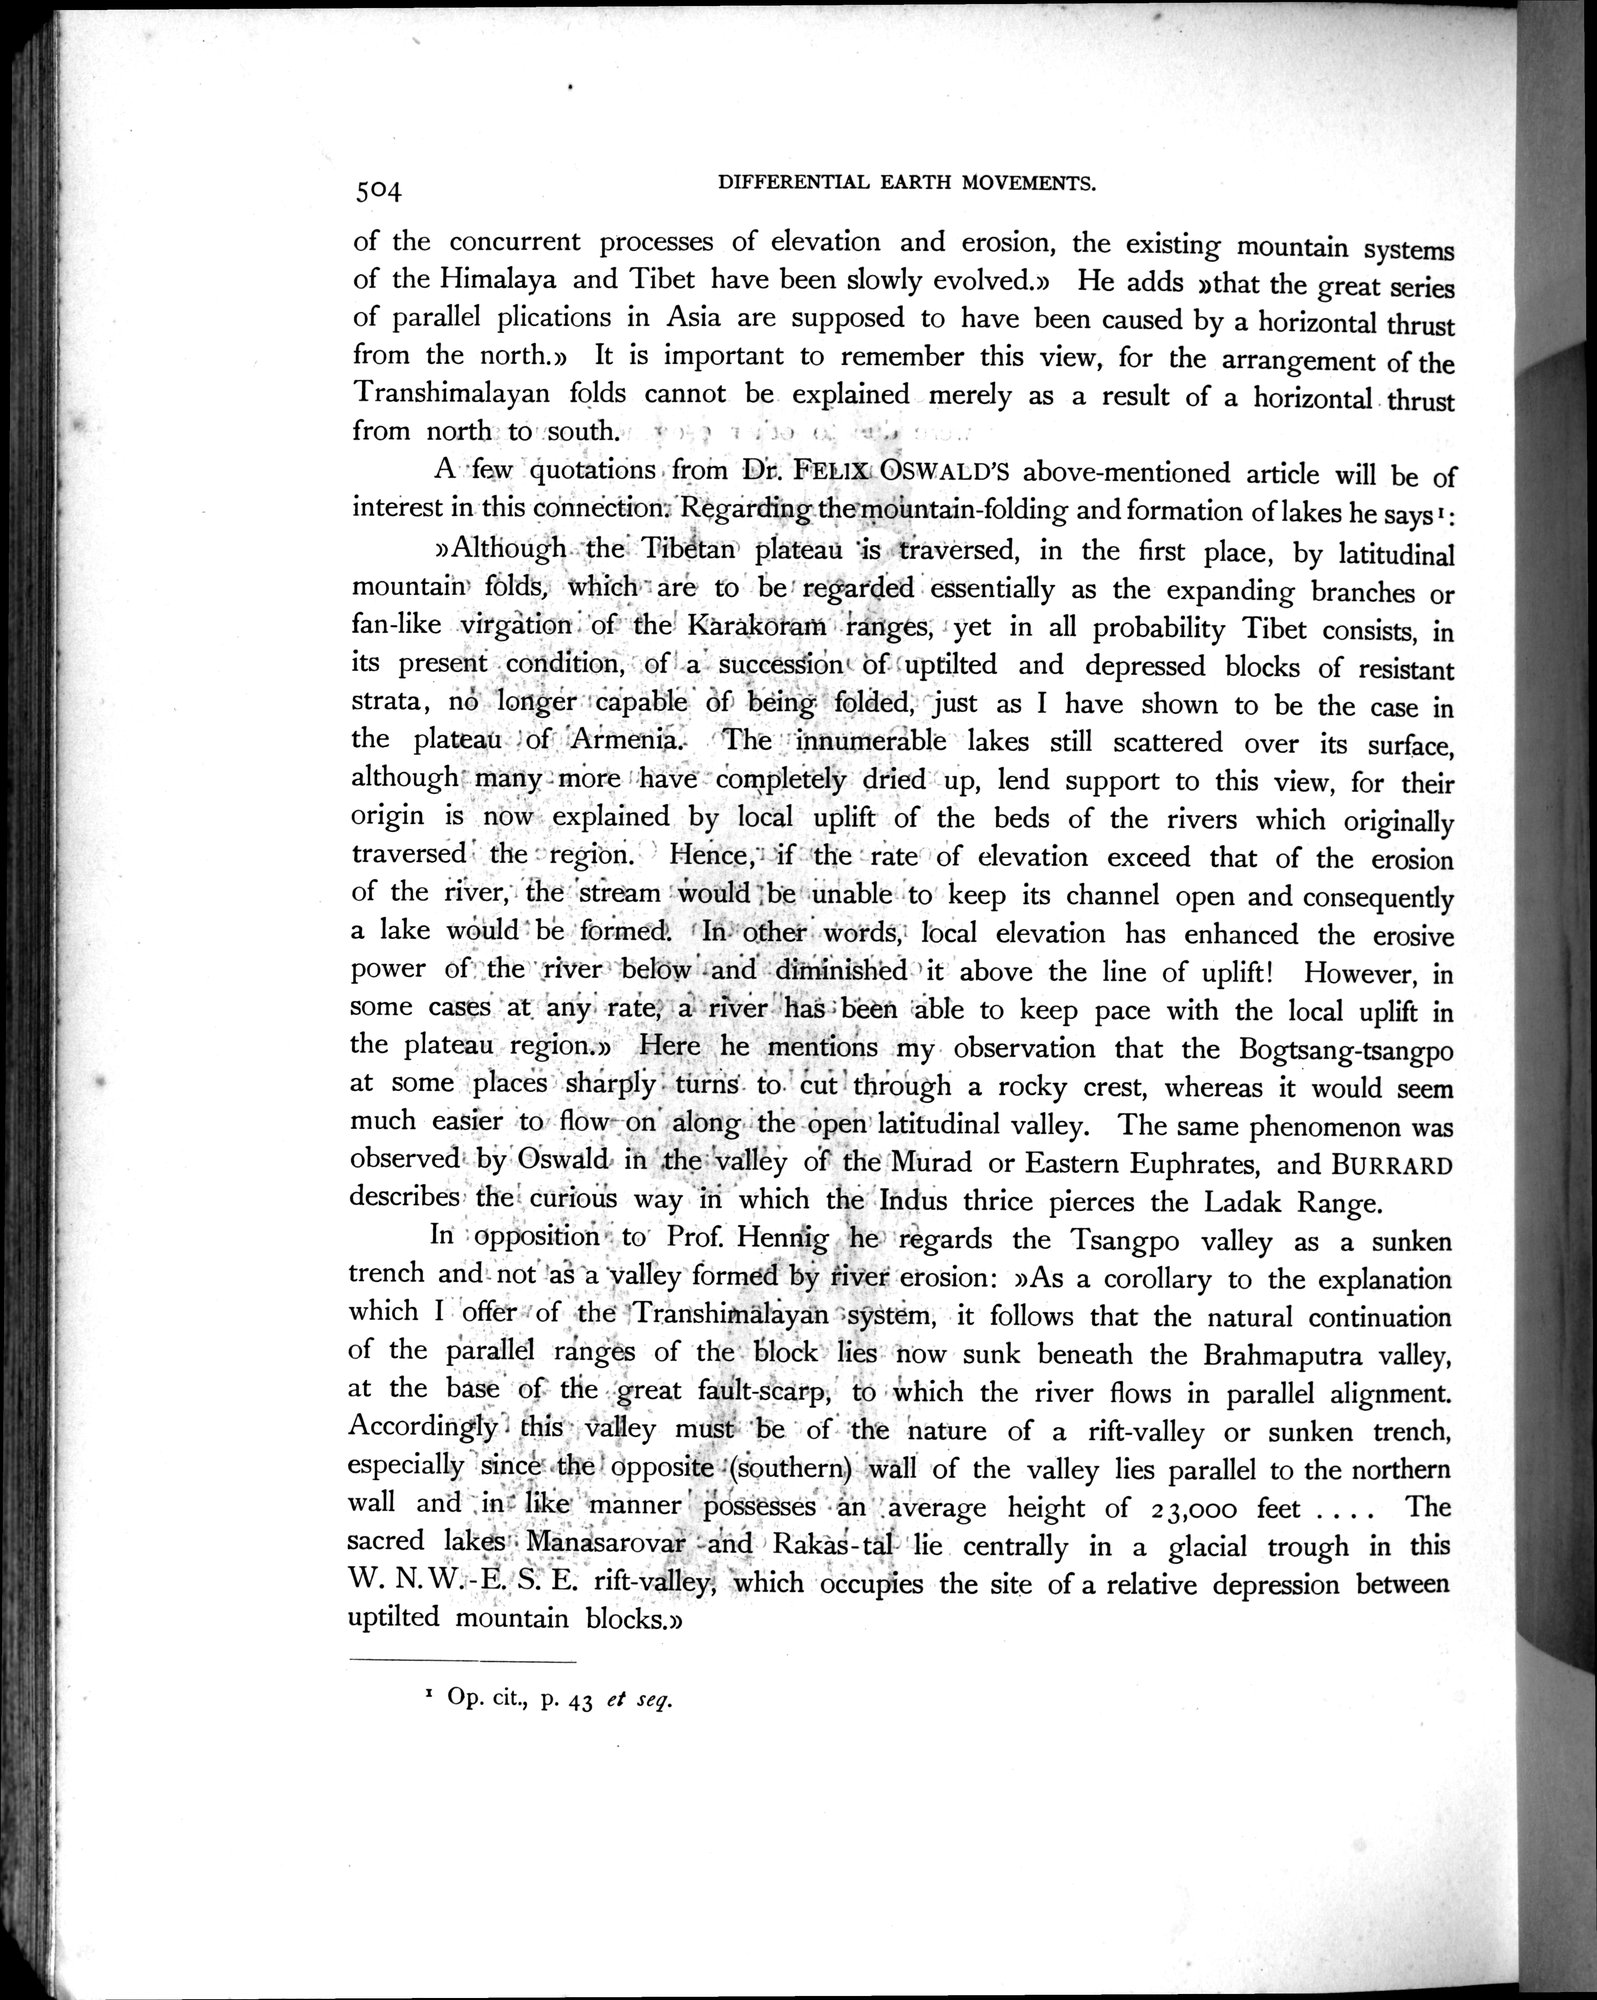 504
DIFFERENTIAL EARTH MOVEMENTS.
of the concurrent processes of elevation and erosion, the existing mountain systems
of the Himalaya and Tibet have been slowly evolved.» He adds »that the great series
of parallel plications in Asia are supposed to have been caused by a horizontal thrust
from the north.» It is important to remember this view, for the arrangement of the
Transhimalayan folds cannot be explained merely as a result of a horizontal thrust
from north to south.
A few quotations from Dr. FELIX OSWALD'S above-mentioned article will be of
interest in this connection. Regarding the mountain-folding and formation of lakes he says¹:
»Although the Tibetan plateau is traversed, in the first place, by latitudinal
mountain folds, which are to be regarded essentially as the expanding branches or
fan-like virgation of the Karakoram ranges, yet in all probability Tibet consists, in
its present condition, of a succession of uptilted and depressed blocks of resistant
strata, no longer capable of being folded, just as I have shown to be the case in
the plateau of Armenia. The innumerable lakes still scattered over its surface,
although many more have completely dried up, lend support to this view, for their
origin is now explained by local uplift of the beds of the rivers which originally
traversed the region. Hence, if the rate of elevation exceed that of the erosion
of the river, the stream would be unable to keep its channel open and consequently
a lake would be formed. In other words, local elevation has enhanced the erosive
power of the river below and diminished it above the line of uplift! However, in
some cases at any rate, a river has been able to keep pace with the local uplift in
the plateau region.» Here he mentions my observation that the Bogtsang-tsangpo
at some places sharply turns to cut through a rocky crest, whereas it would seem
much easier to flow on along the open latitudinal valley. The same phenomenon was
observed by Oswald in the valley of the Murad or Eastern Euphrates, and BURRARD
describes the curious way in which the Indus thrice pierces the Ladak Range.
In opposition to Prof. Hennig he regards the Tsangpo valley as a sunken
trench and not as a valley formed by river erosion: »As a corollary to the explanation
which I offer of the Transhimalayan system, it follows that the natural continuation
of the parallel ranges of the block lies now sunk beneath the Brahmaputra valley,
at the base of the great fault-scarp, to which the river flows in parallel alignment.
Accordingly this valley must be of the nature of a rift-valley or sunken trench,
especially since the opposite (southern) wall of the valley lies parallel to the northern
wall and in like manner possesses an average height of 23,000 feet .... The
sacred lakes Manasarovar and Rakas-tal lie centrally in a glacial trough in this
W. N.W.-E. S. E. rift-valley, which occupies the site of a relative depression between
uptilted mountain blocks.»
¹ Op. cit., p. 43 et seq.